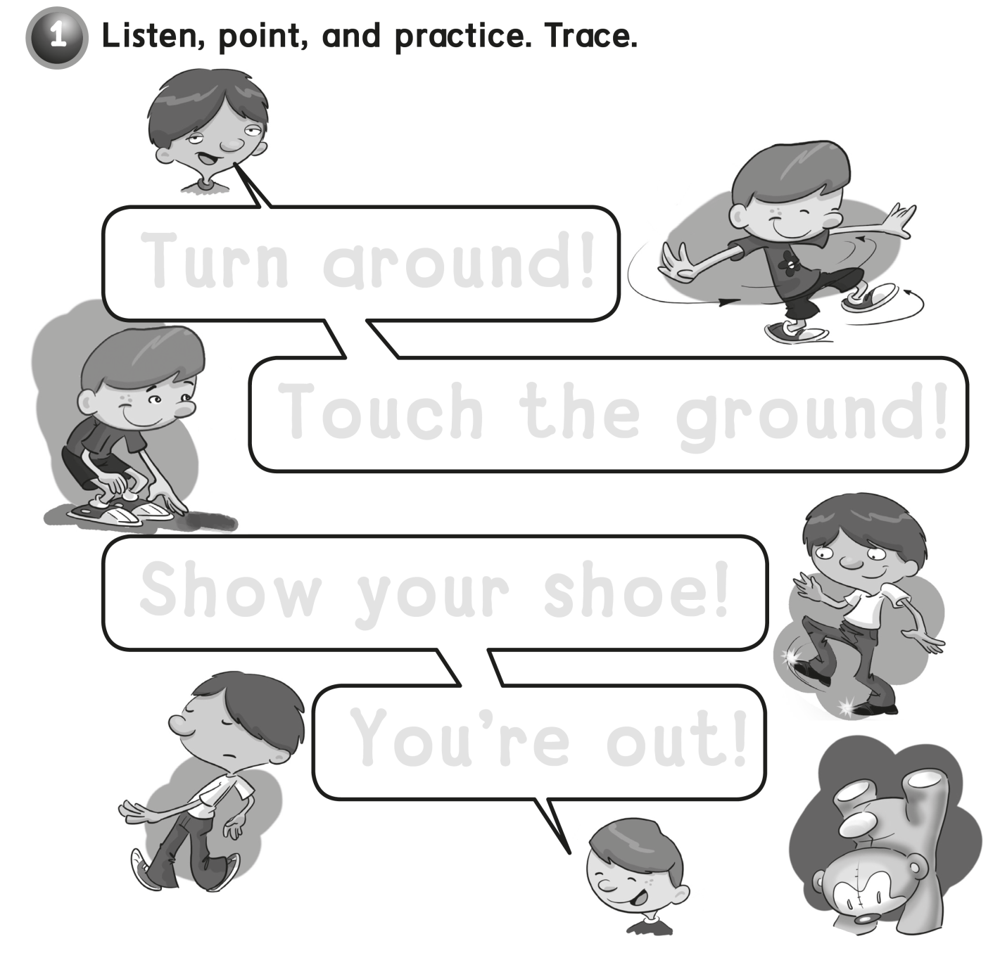 1 Listen, point, and practice. Trace.
Turn around!
Touch the ground!
Show your shoe!
You're out!